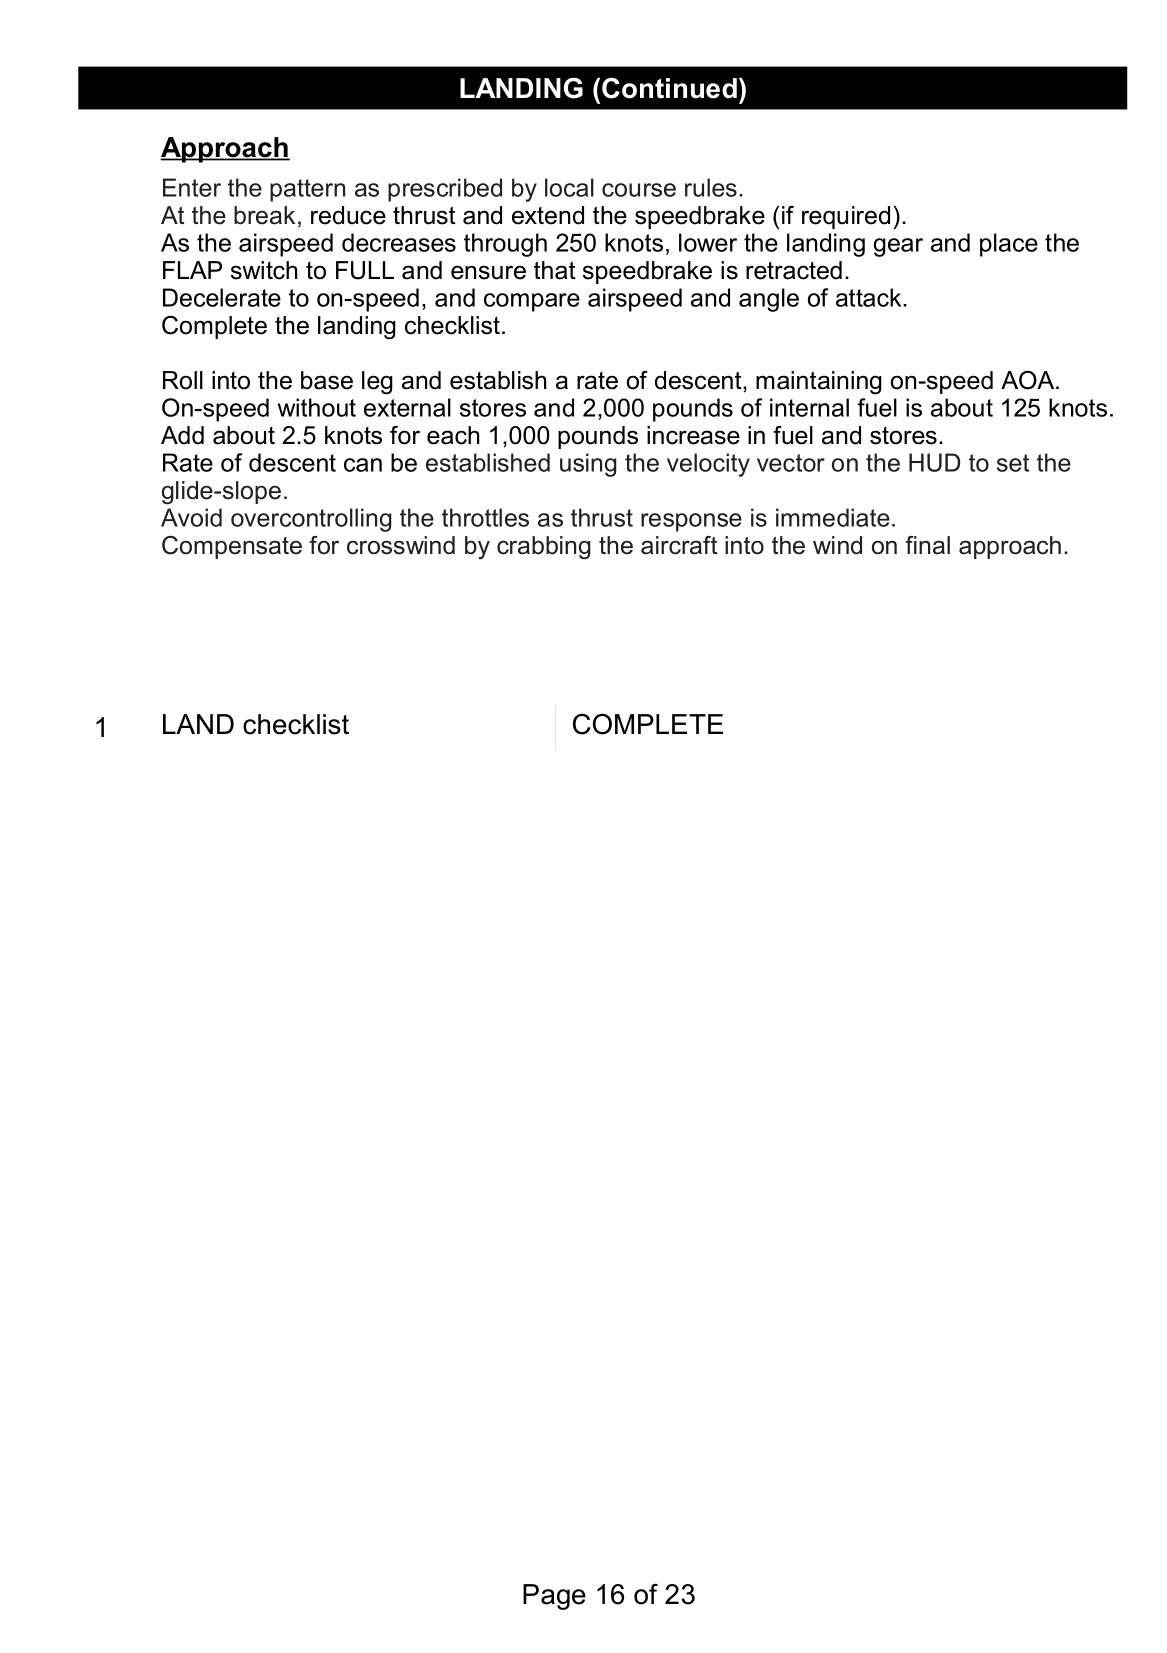 LANDING (Continued)
Approach
Enter the pattern as prescribed by local course rules.
At the break, reduce thrust and extend the speedbrake (if required).
As the airspeed decreases through 250 knots, lower the landing gear and place the
FLAP switch to FULL and ensure that speedbrake is retracted.
Decelerate to on-speed, and compare airspeed and angle of attack.
Complete the landing checklist.
Roll into the base leg and establish a rate of descent, maintaining on-speed AOA.
On-speed without external stores and 2,000 pounds of internal fuel is about 125 knots.
Add about 2.5 knots for each 1,000 pounds increase in fuel and stores.
Rate of descent can be established using the velocity vector on the HUD to set the
glide-slope.
Avoid overcontrolling the throttles as thrust response is immediate.
Compensate for crosswind by crabbing the aircraft into the wind on final approach.
1 LAND checklist COMPLETE
Page 16 of 23